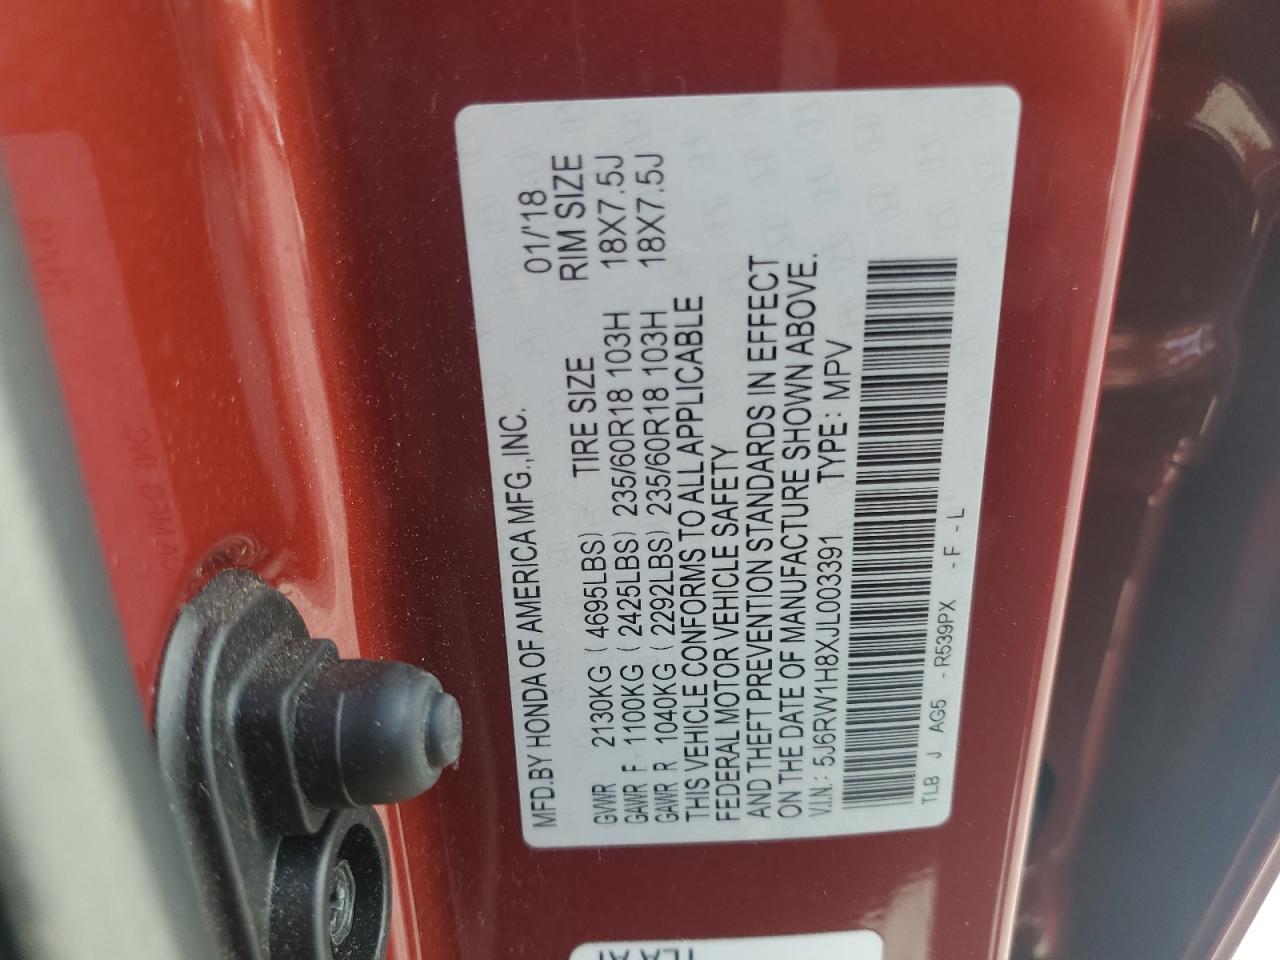 MFD.BY HONDA OF AMERICA MFG.,INC. 01/'18
GVWR 2130KG ( 4695LBS) TIRE SIZE RIM SIZE
GAWR F 1100KG ( 2425LBS) 235/60R18 103H 18X7.5J
GAWR R 1040KG ( 2292LBS) 235/60R18 103H 18X7.5J
THIS VEHICLE CONFORMS TO ALL APPLICABLE
FEDERAL MOTOR VEHICLE SAFETY
AND THEFT PREVENTION STANDARDS IN EFFECT
ON THE DATE OF MANUFACTURE SHOWN ABOVE.
V.I.N.: 5J6RW1H8XJL003391 TYPE: MPV
TLB J AG5 -R539PX -F-L